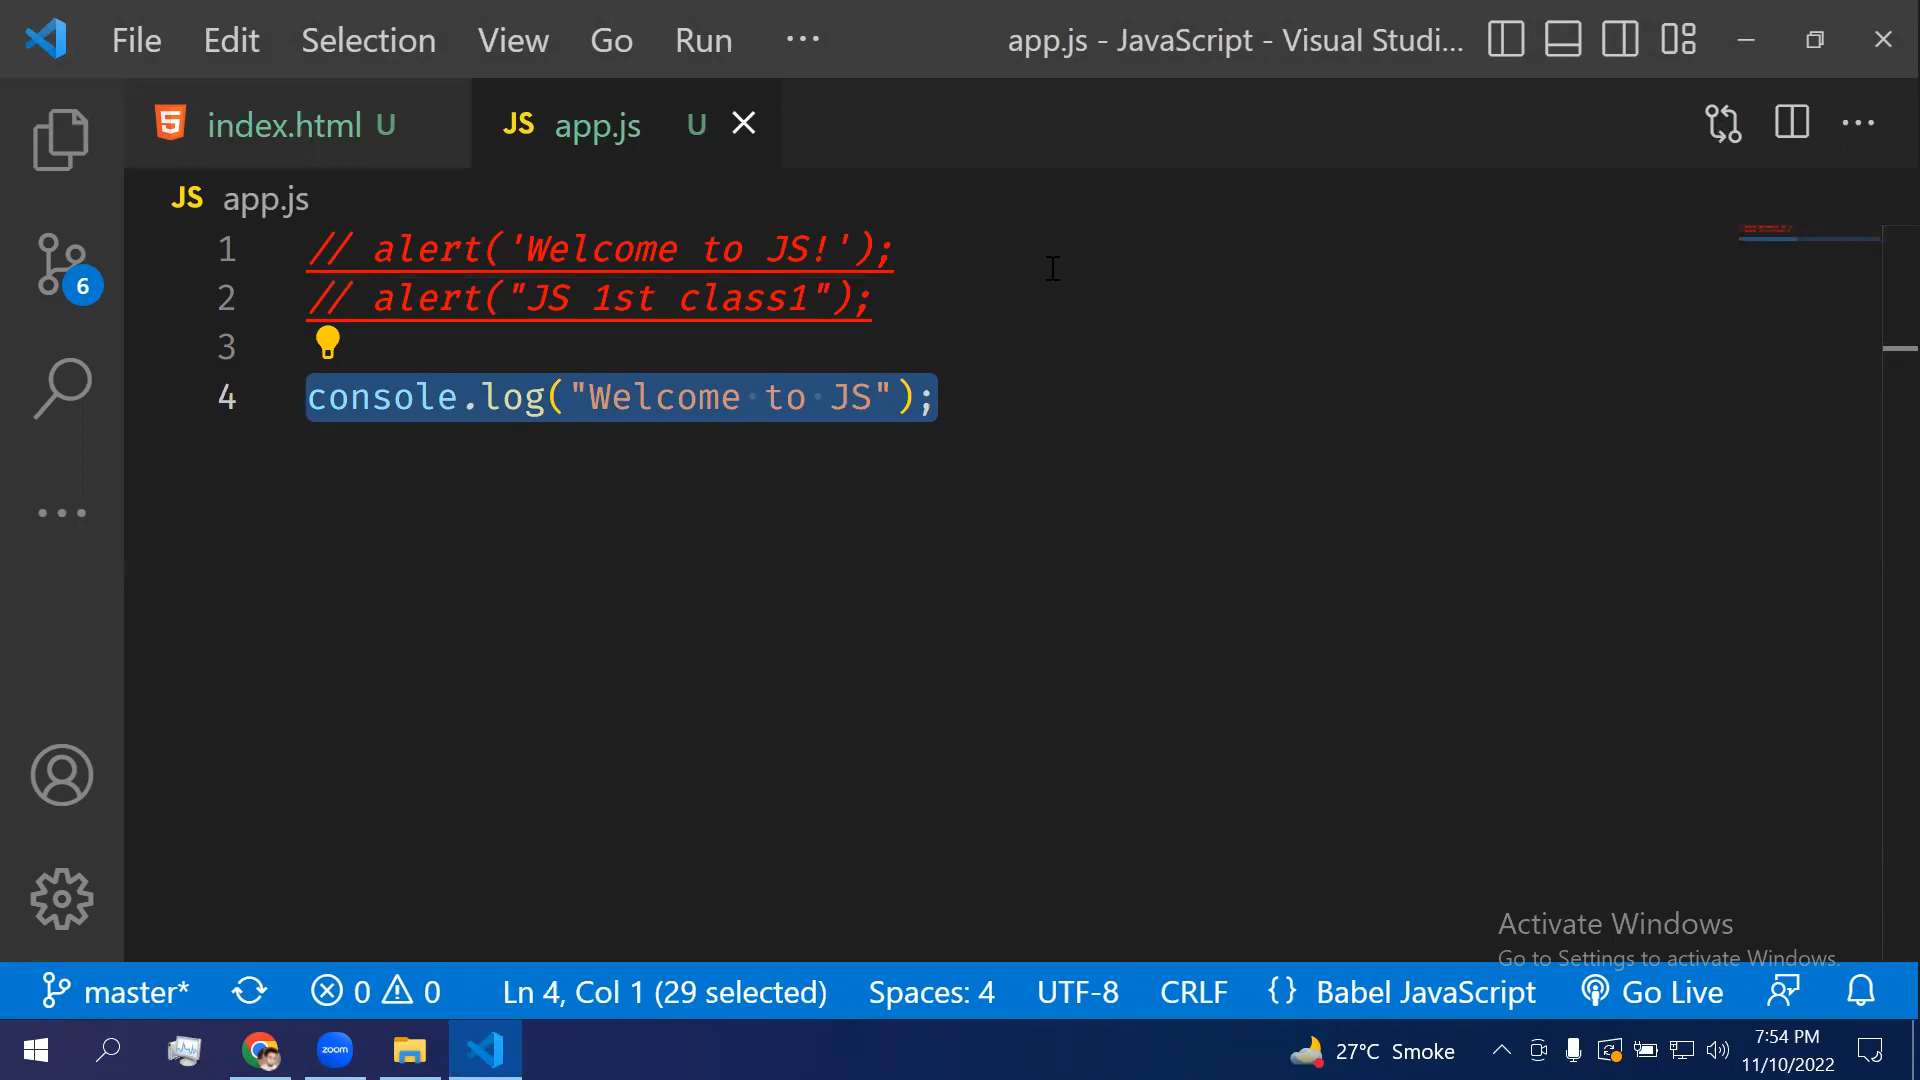 File Edit Selection View Go Run ··· app.js - JavaScript - Visual Studi...
index.html U JS app.js U
JS app.js
1 // alert('Welcome to JS!');
2 // alert("JS 1st class1");
3
4 console.log("Welcome to JS");
6
Activate Windows
Go to Settings to activate Windows.
master* 0 0 Ln 4, Col 1 (29 selected) Spaces: 4 UTF-8 CRLF {} Babel JavaScript Go Live
zoom 27°C Smoke 7:54 PM
11/10/2022